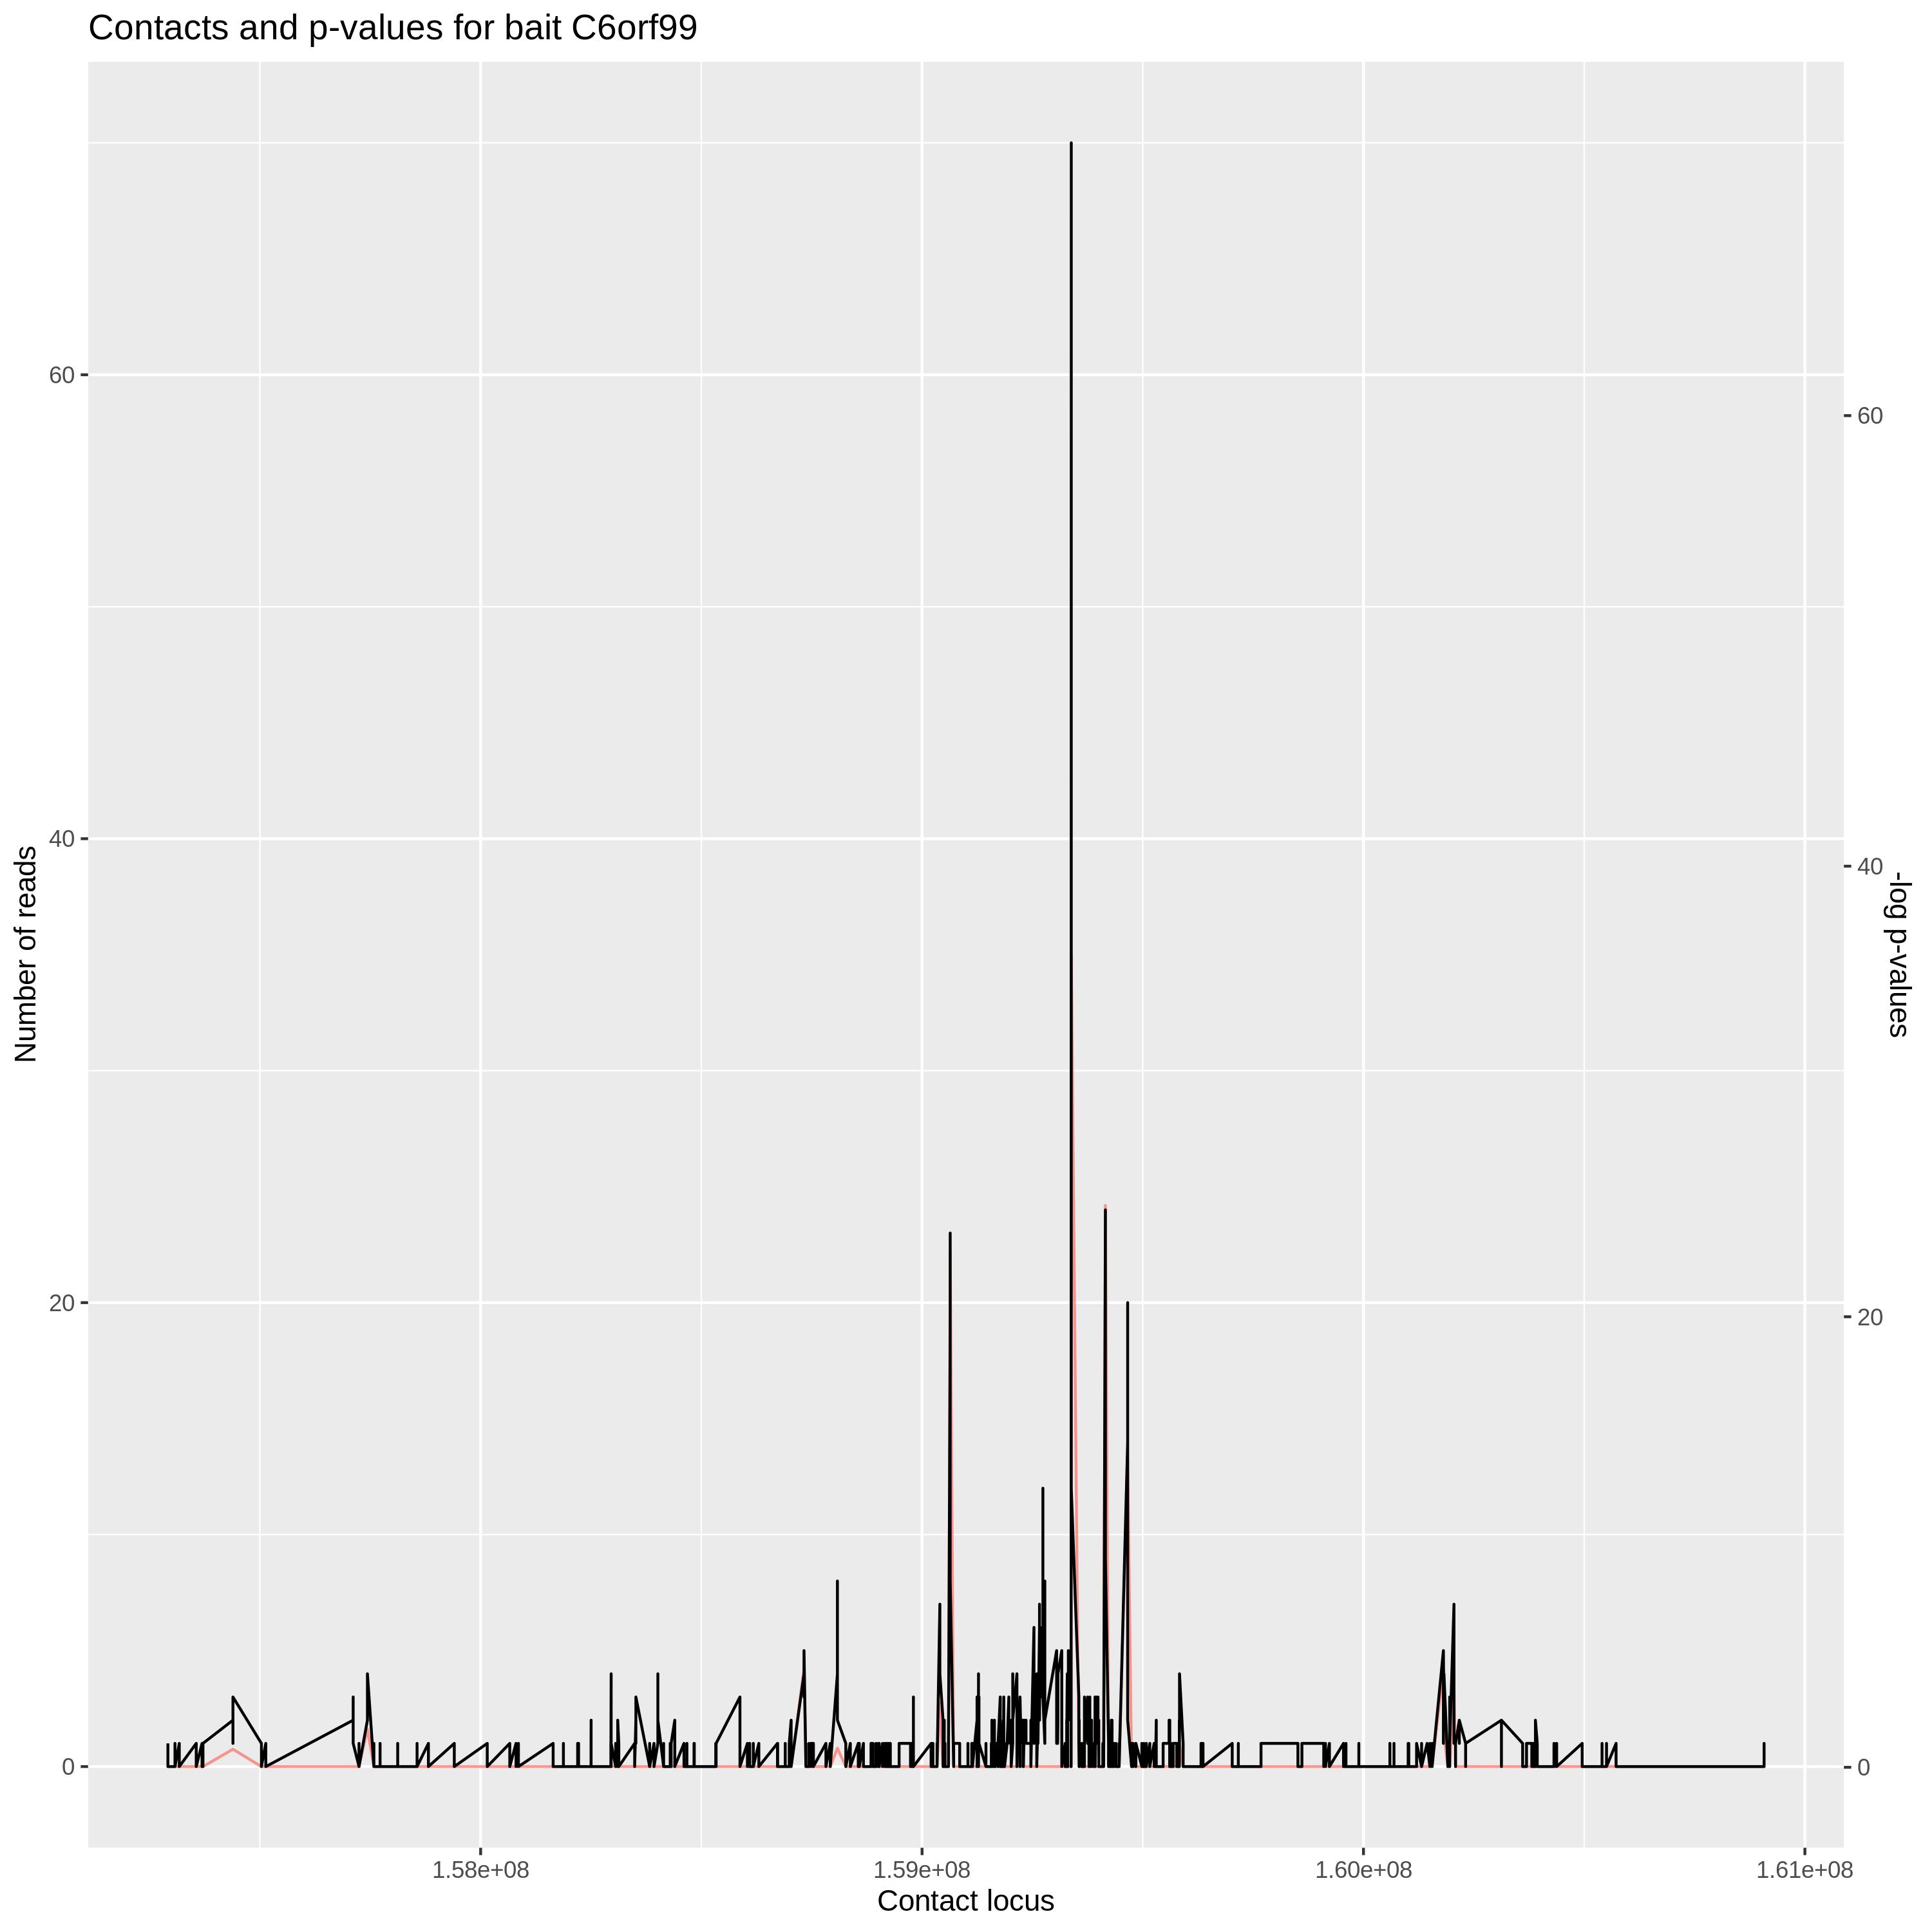 Contacts and p-values for bait C6orf99
Number of reads
60
40
20
0
60
40
20
0
-log p-values
1.58e+08 1.59e+08 1.60e+08 1.61e+08
Contact locus